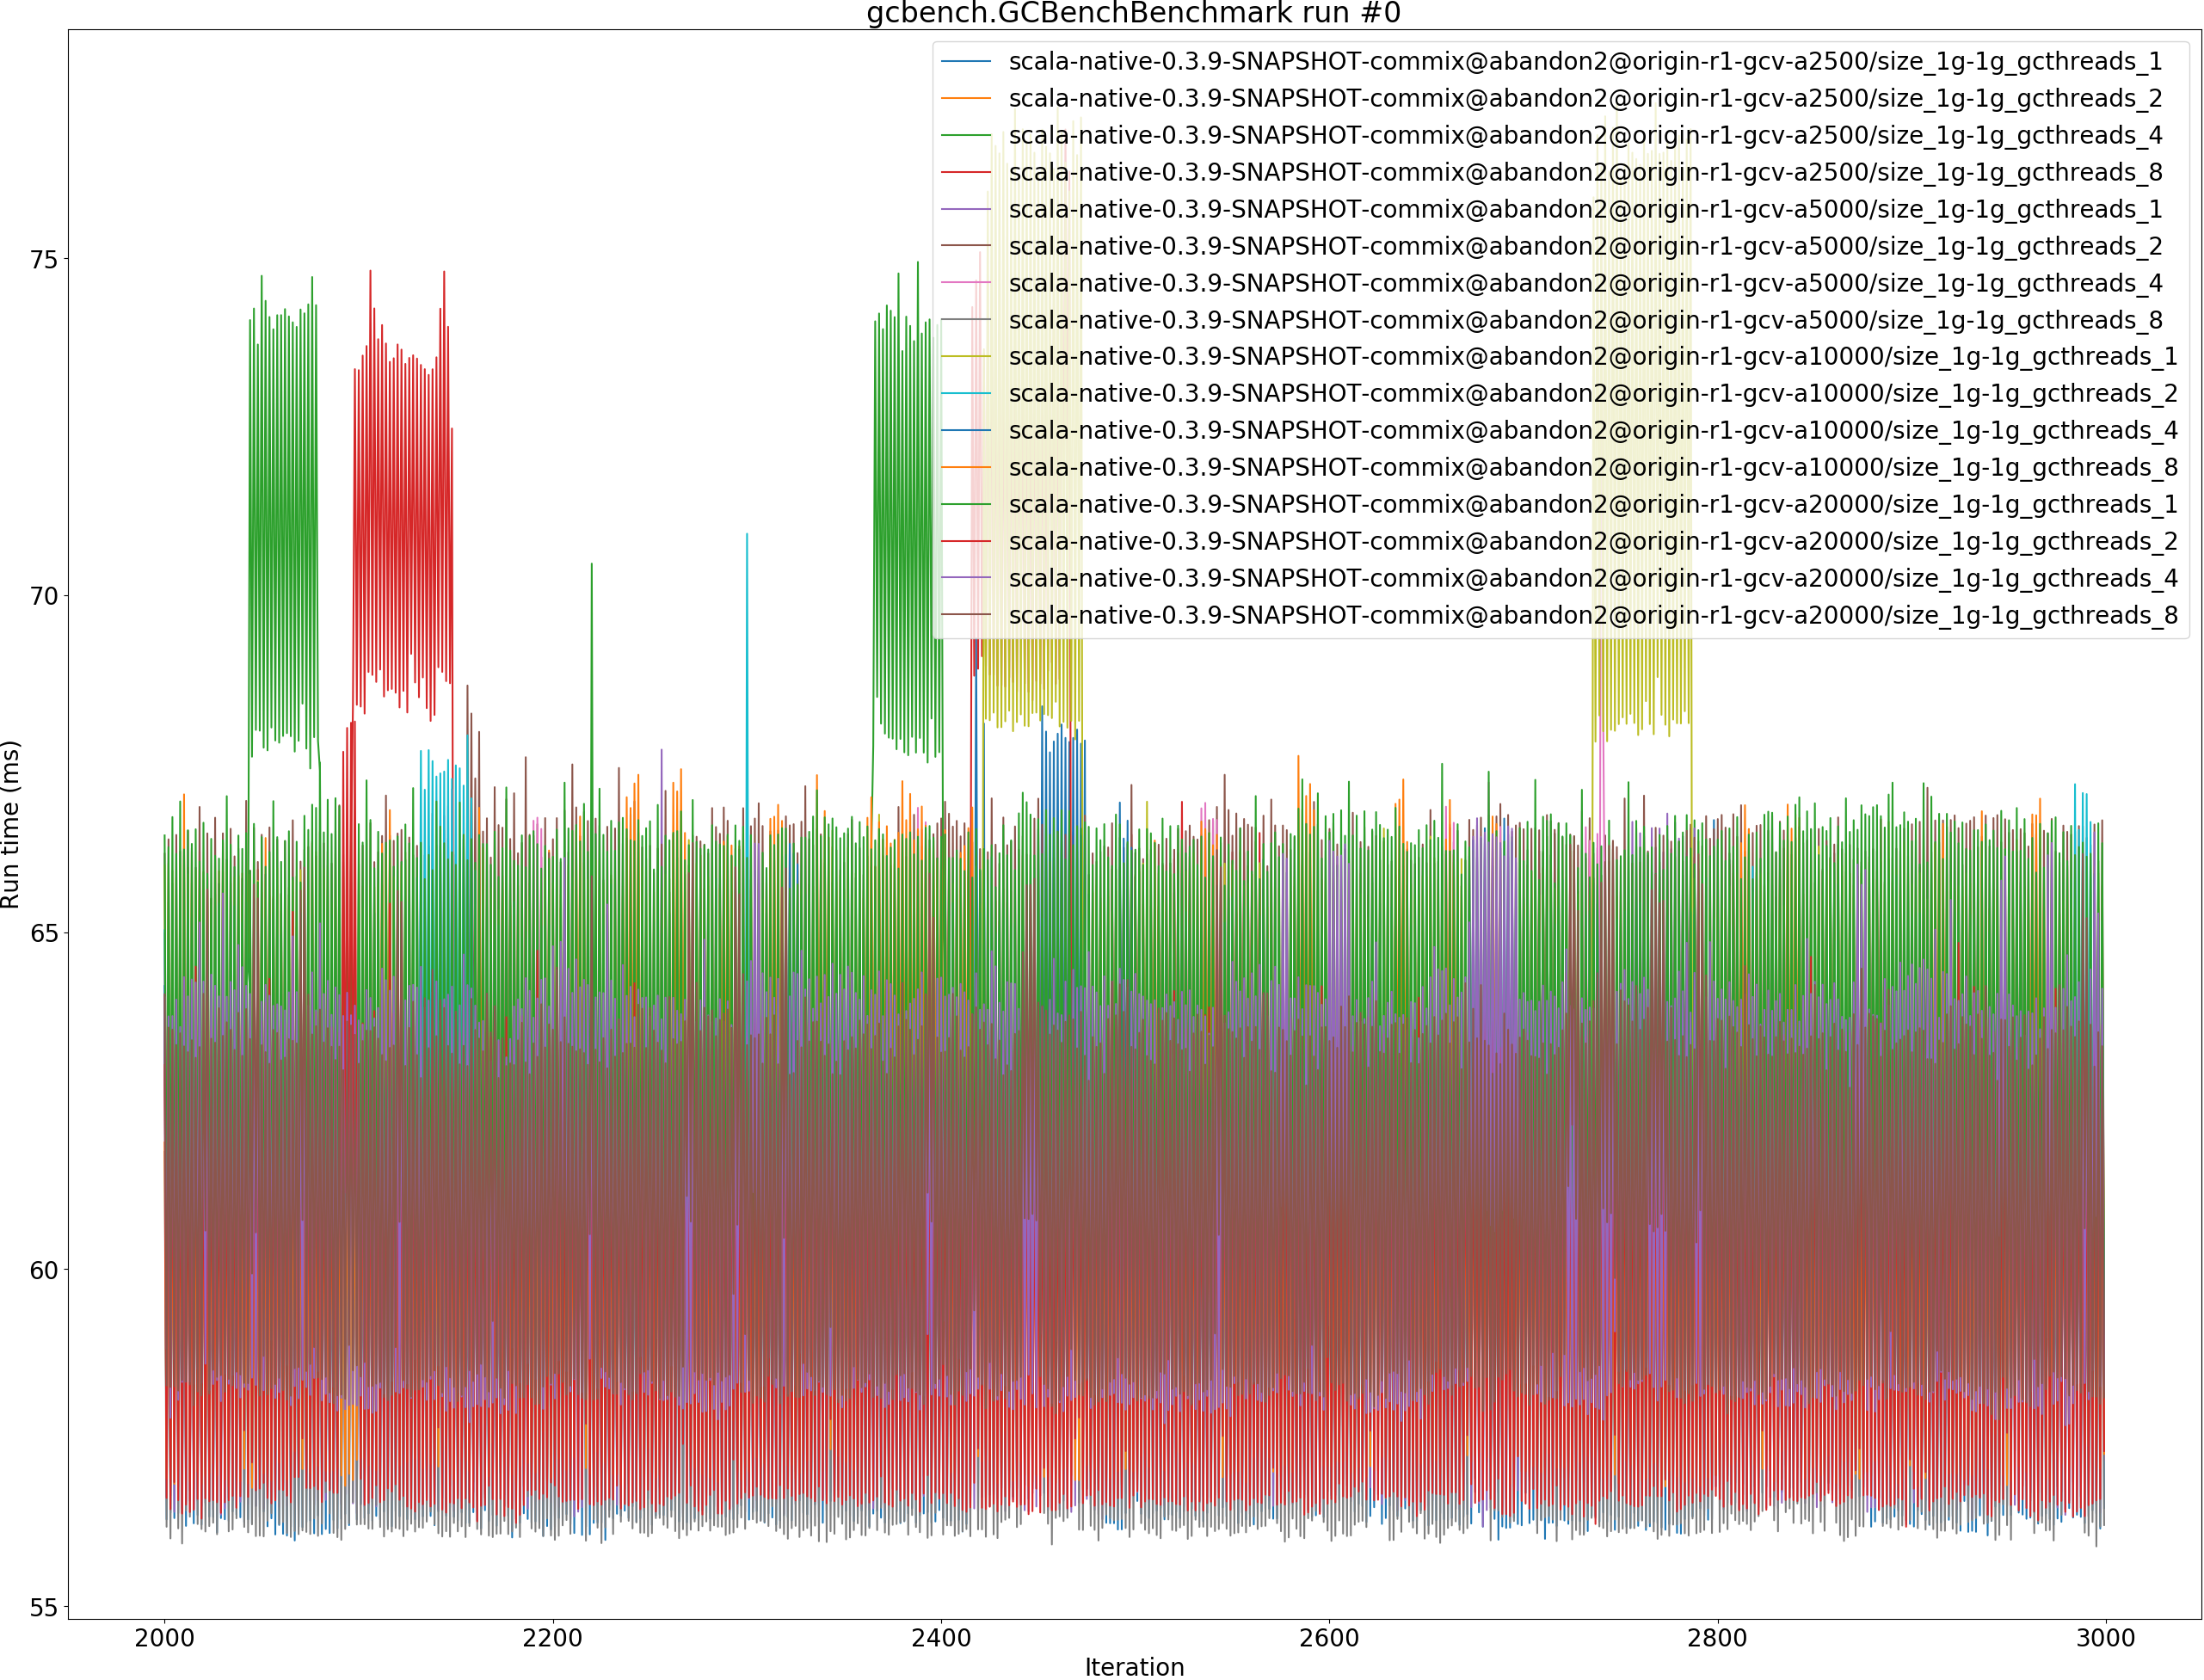 gcbench.GCBenchBenchmark run #0
scala-native-0.3.9-SNAPSHOT-commix@abandon2@origin-r1-gcv-a2500/size_1g-1g_gcthreads_1
scala-native-0.3.9-SNAPSHOT-commix@abandon2@origin-r1-gcv-a2500/size_1g-1g_gcthreads_2
scala-native-0.3.9-SNAPSHOT-commix@abandon2@origin-r1-gcv-a2500/size_1g-1g_gcthreads_4
scala-native-0.3.9-SNAPSHOT-commix@abandon2@origin-r1-gcv-a2500/size_1g-1g_gcthreads_8
scala-native-0.3.9-SNAPSHOT-commix@abandon2@origin-r1-gcv-a5000/size_1g-1g_gcthreads_1
scala-native-0.3.9-SNAPSHOT-commix@abandon2@origin-r1-gcv-a5000/size_1g-1g_gcthreads_2
scala-native-0.3.9-SNAPSHOT-commix@abandon2@origin-r1-gcv-a5000/size_1g-1g_gcthreads_4
scala-native-0.3.9-SNAPSHOT-commix@abandon2@origin-r1-gcv-a5000/size_1g-1g_gcthreads_8
scala-native-0.3.9-SNAPSHOT-commix@abandon2@origin-r1-gcv-a10000/size_1g-1g_gcthreads_1
scala-native-0.3.9-SNAPSHOT-commix@abandon2@origin-r1-gcv-a10000/size_1g-1g_gcthreads_2
scala-native-0.3.9-SNAPSHOT-commix@abandon2@origin-r1-gcv-a10000/size_1g-1g_gcthreads_4
scala-native-0.3.9-SNAPSHOT-commix@abandon2@origin-r1-gcv-a10000/size_1g-1g_gcthreads_8
scala-native-0.3.9-SNAPSHOT-commix@abandon2@origin-r1-gcv-a20000/size_1g-1g_gcthreads_1
scala-native-0.3.9-SNAPSHOT-commix@abandon2@origin-r1-gcv-a20000/size_1g-1g_gcthreads_2
scala-native-0.3.9-SNAPSHOT-commix@abandon2@origin-r1-gcv-a20000/size_1g-1g_gcthreads_4
scala-native-0.3.9-SNAPSHOT-commix@abandon2@origin-r1-gcv-a20000/size_1g-1g_gcthreads_8
75
70
65
60
55
Run time (ms)
2000 2200 2400 2600 2800 3000
Iteration